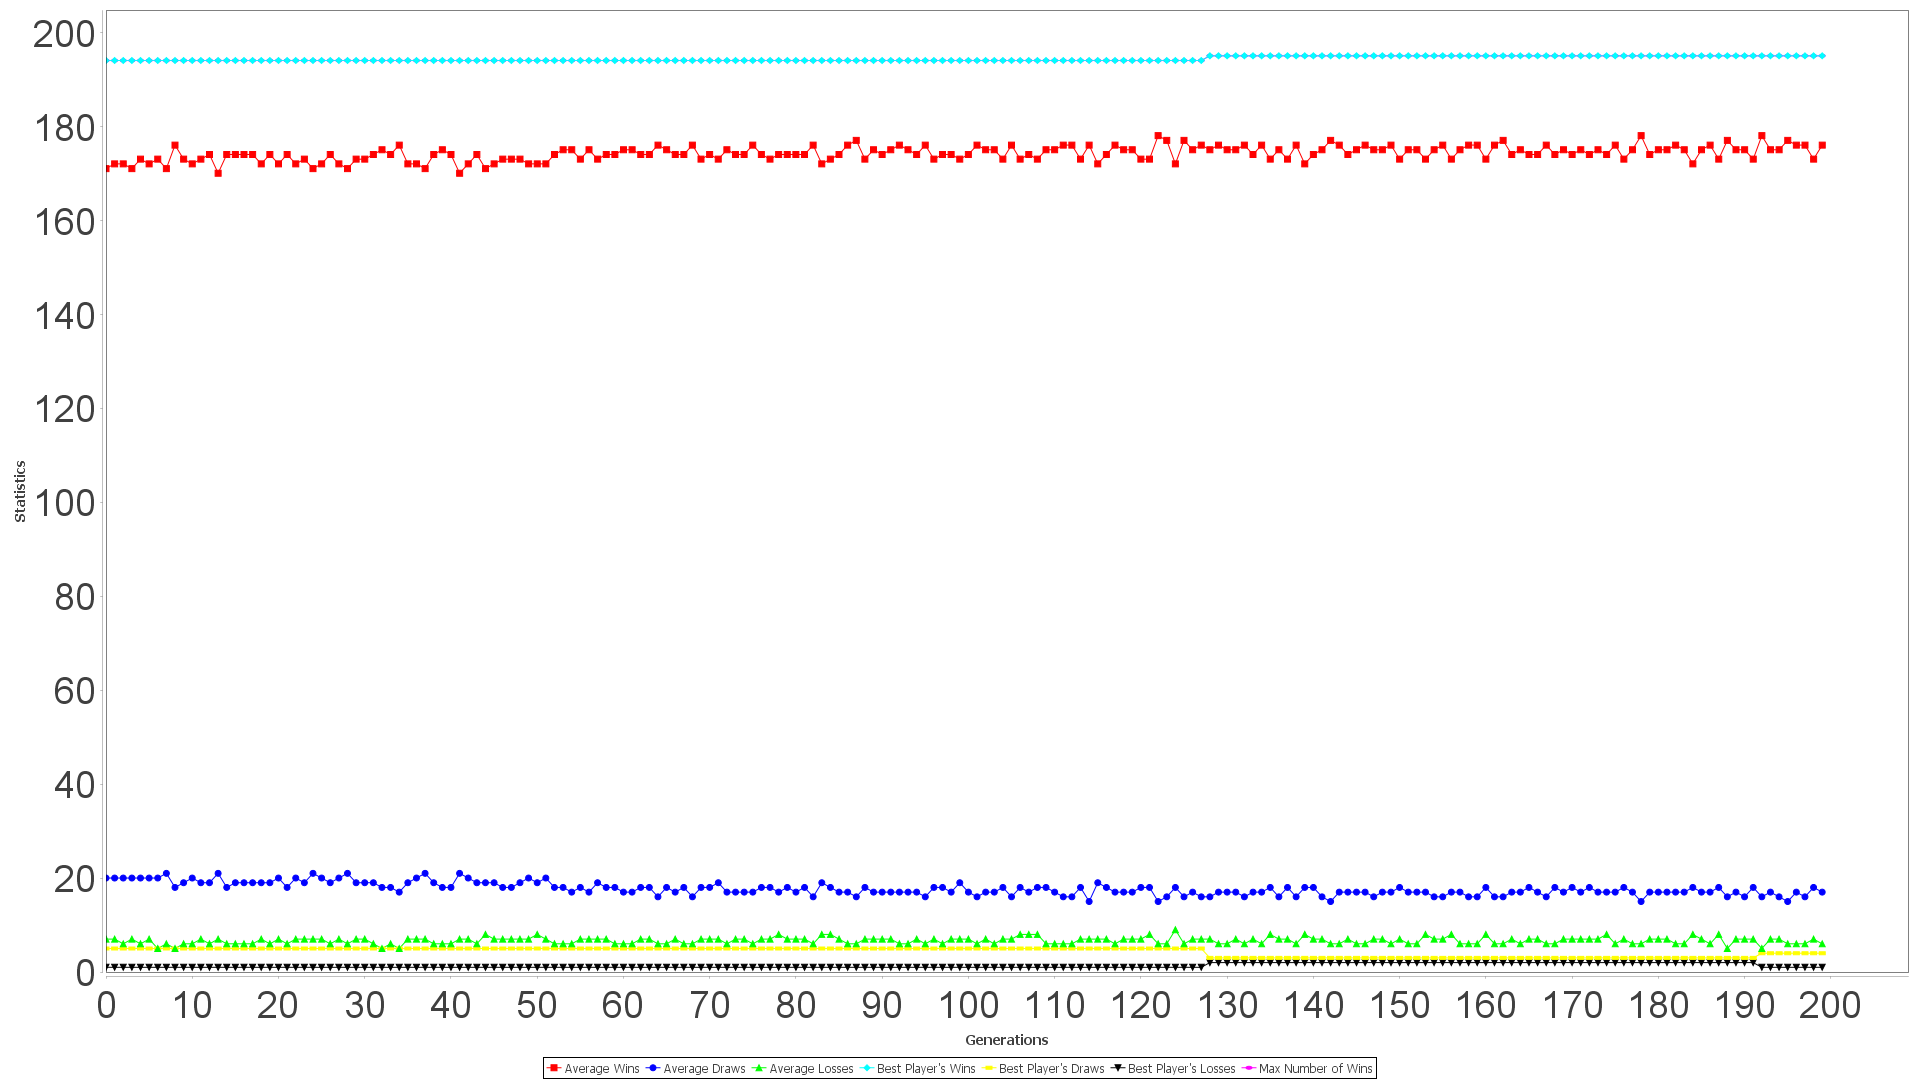 200
180
160
140
120
100
80
60
40
20
0
Statistics
0 10 20 30 40 50 60 70 80 90 100 110 120 130 140 150 160 170 180 190 200
Generations
Average Wins Average Draws Average Losses Best Player's Wins Best Player's Draws Best Player's Losses Max Number of Wins